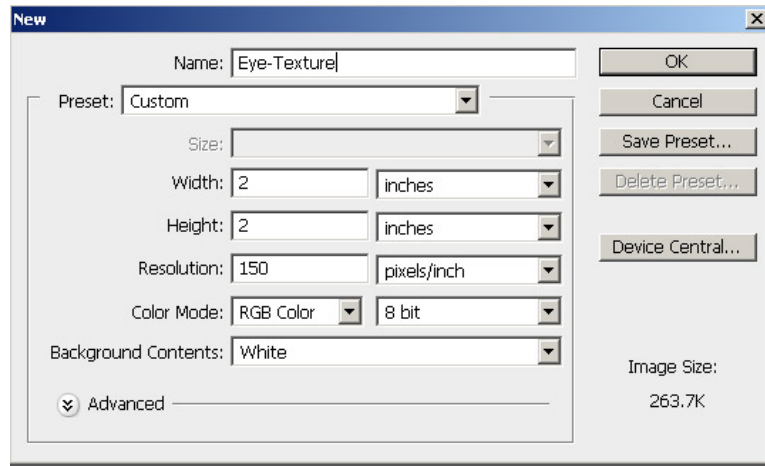 New
Name: Eye-Texture
OK
Preset: Custom
Cancel
Size:
Save Preset...
Width: 2 inches
Delete Preset...
Height: 2 inches
Device Central...
Resolution: 150 pixels/inch
Color Mode: RGB Color 8 bit
Background Contents: White
Image Size:
263.7K
Advanced